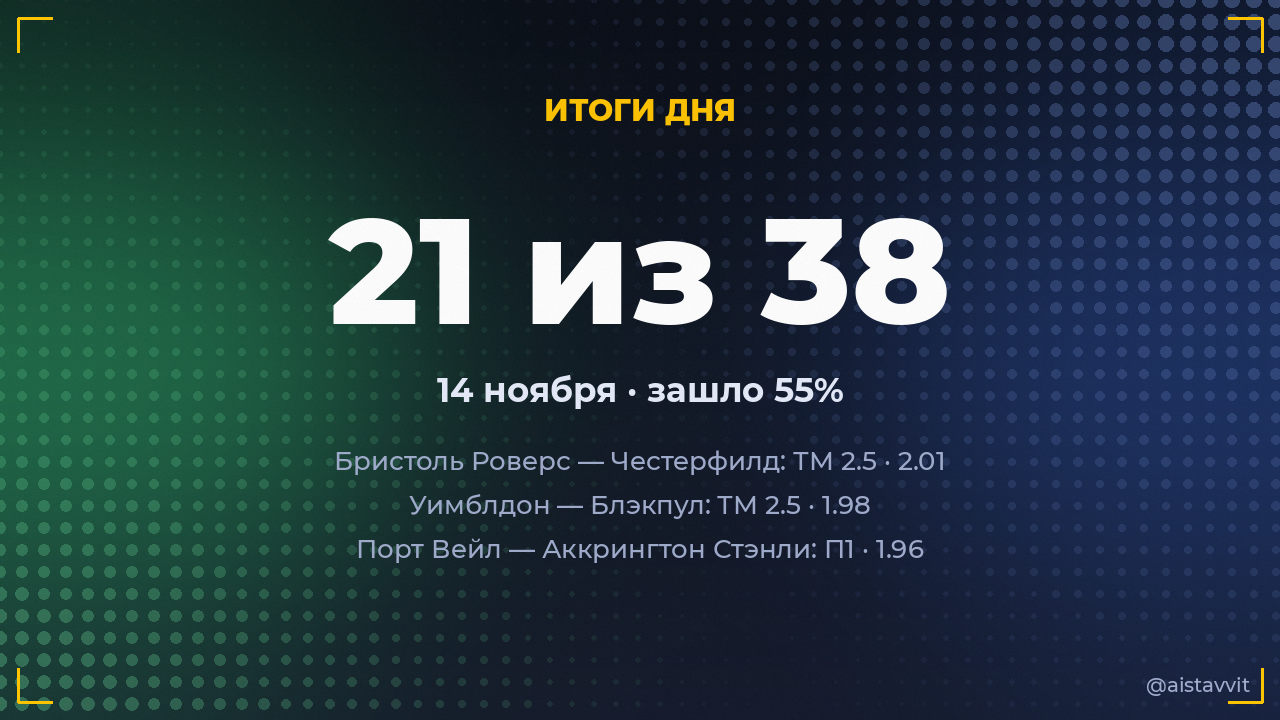 ИТОГИ ДНЯ
21 из 38
14 ноября · зашло 55%
Бристоль Роверс — Честерфилд: ТМ 2.5 · 2.01
Уимблдон — Блэкпул: ТМ 2.5 · 1.98
Порт Вейл — Аккрингтон Стэнли: П1 · 1.96
@aistavvit